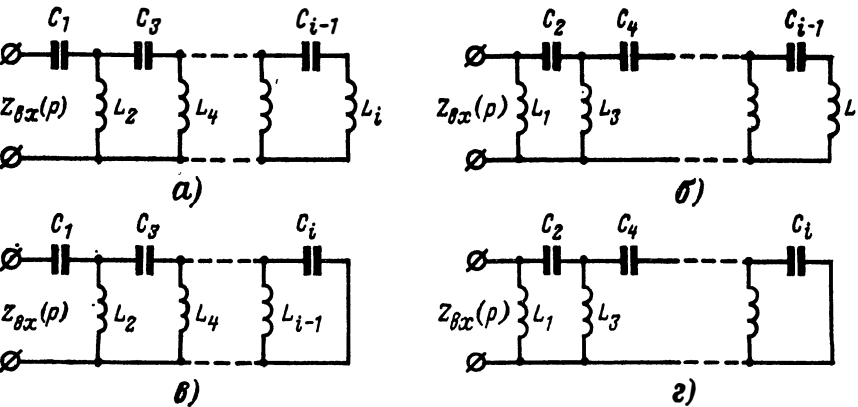 C₁ C₃ Cᵢ₋₁
Zвх(p) L₂ L₄ Lᵢ
а)
C₂ C₄ Cᵢ₋₁
Zвх(p) L₁ L₃ L
б)
C₁ C₃ Cᵢ
Zвх(p) L₂ L₄ Lᵢ₋₁
в)
C₂ C₄ Cᵢ
Zвх(p) L₁ L₃
г)